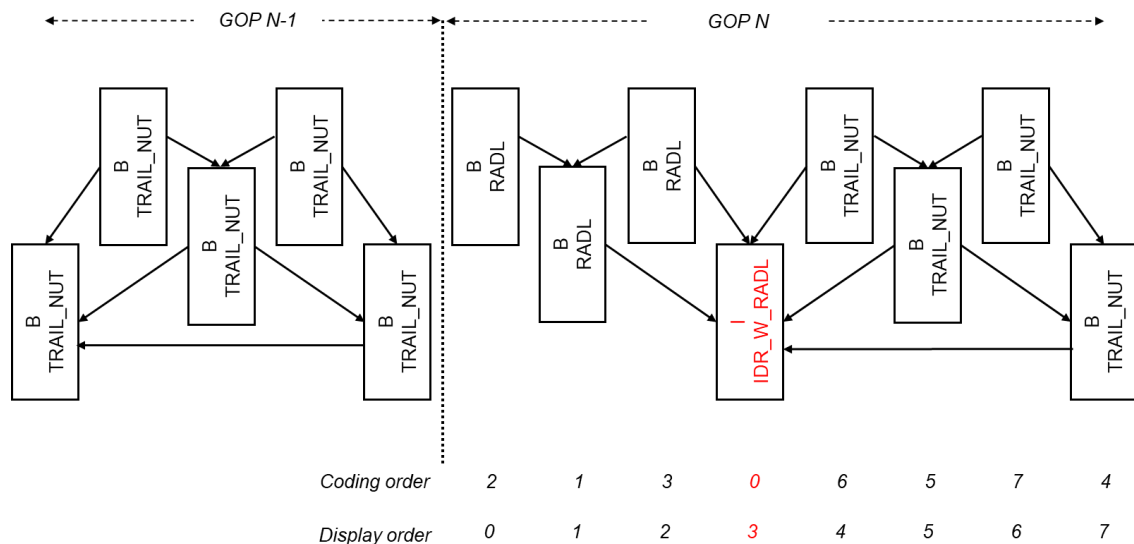 GOP N-1
GOP N
B
TRAIL_NUT
B
TRAIL_NUT
B
RADL
B
RADL
B
TRAIL_NUT
B
TRAIL_NUT
B
TRAIL_NUT
B
RADL
B
TRAIL_NUT
B
TRAIL_NUT
B
TRAIL_NUT
I
IDR_W_RADL
B
TRAIL_NUT
Coding order 2 1 3 0 6 5 7 4
Display order 0 1 2 3 4 5 6 7